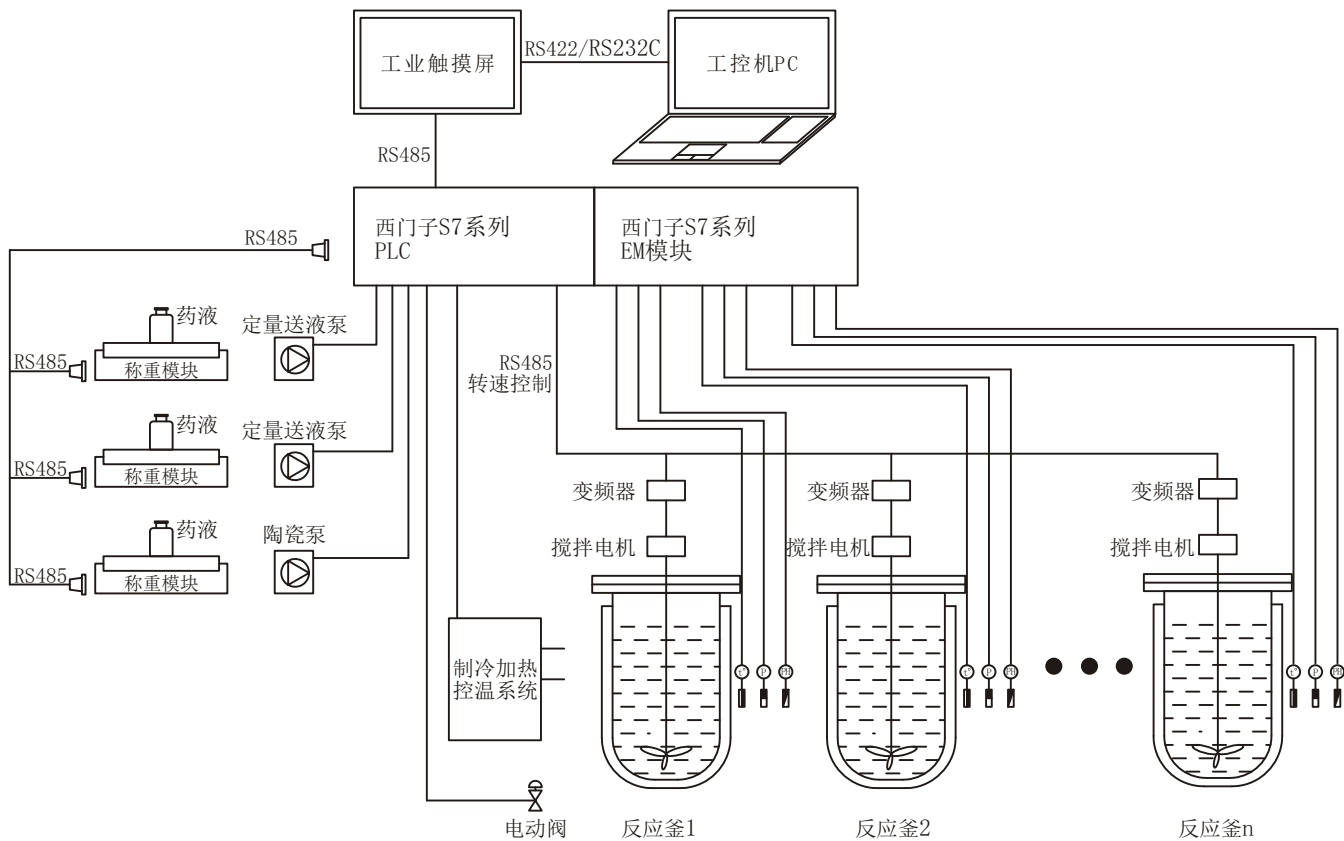 工业触摸屏
RS422/RS232C
工控机PC
RS485
西门子S7系列
PLC
西门子S7系列
EM模块
RS485
药液
定量送液泵
RS485
称重模块
RS485
转速控制
药液
定量送液泵
RS485
称重模块
变频器
变频器
变频器
药液
陶瓷泵
搅拌电机
搅拌电机
搅拌电机
RS485
称重模块
制冷加热
控温系统
t°
P
PH
t°
P
PH
t°
P
PH
电动阀
反应釜1
反应釜2
反应釜n